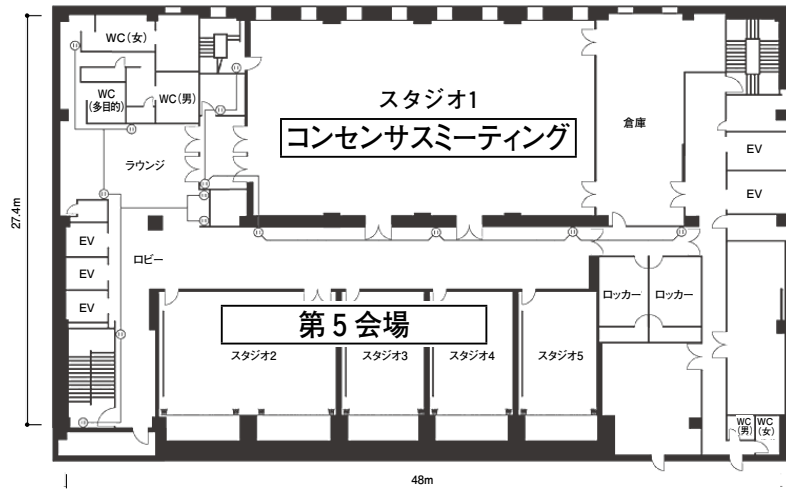 WC(女)
WC
(多目的)
WC(男)
スタジオ1
コンセンサスミーティング
倉庫
ラウンジ
EV
EV
27.4m
EV
EV
EV
ロビー
ロッカー
ロッカー
第5会場
スタジオ2
スタジオ3
スタジオ4
スタジオ5
WC
(男)
WC
(女)
48m